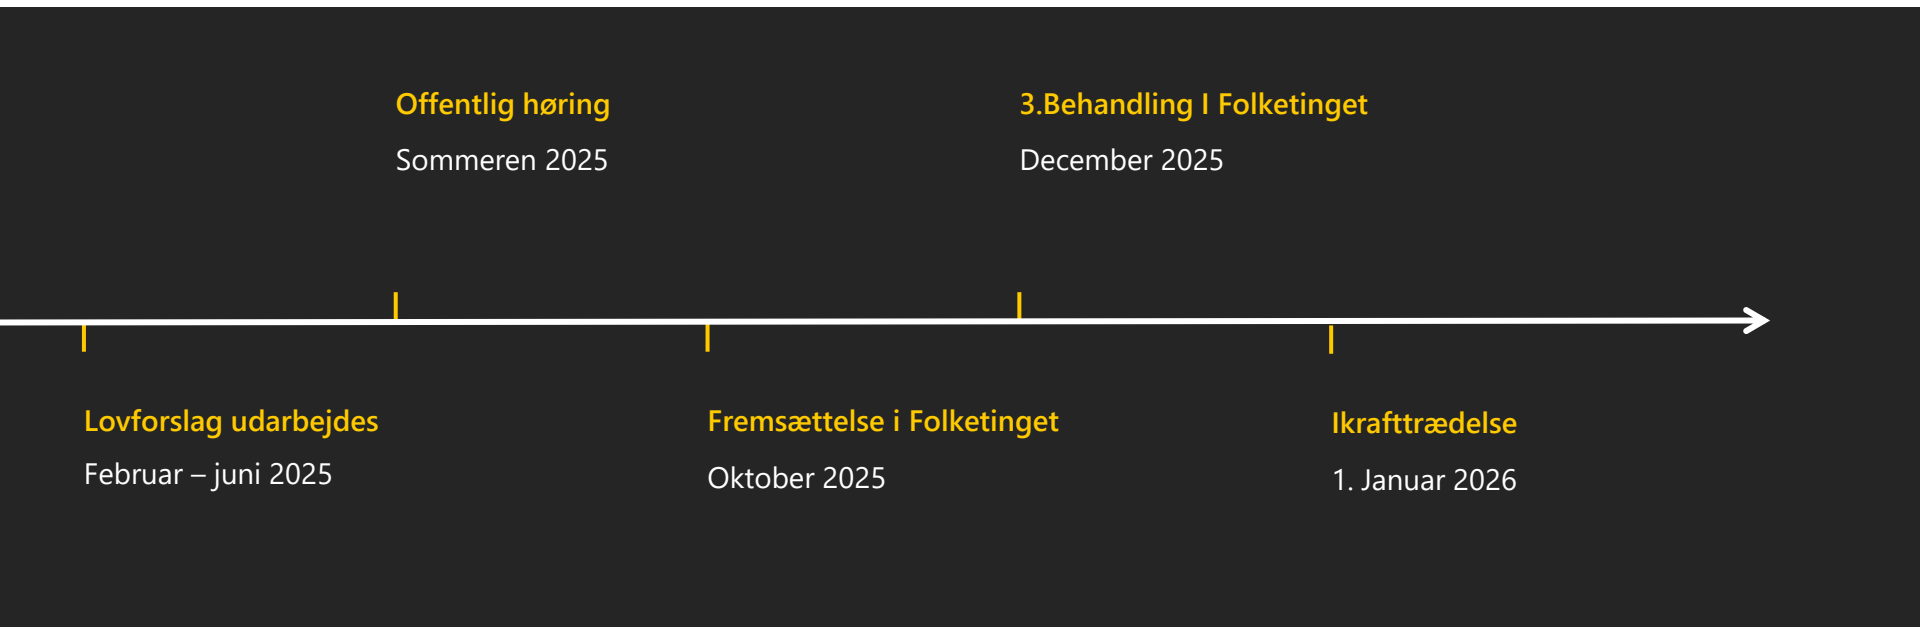 Offentlig høring
Sommeren 2025
3.Behandling I Folketinget
December 2025
Lovforslag udarbejdes
Februar – juni 2025
Fremsættelse i Folketinget
Oktober 2025
Ikrafttrædelse
1. Januar 2026